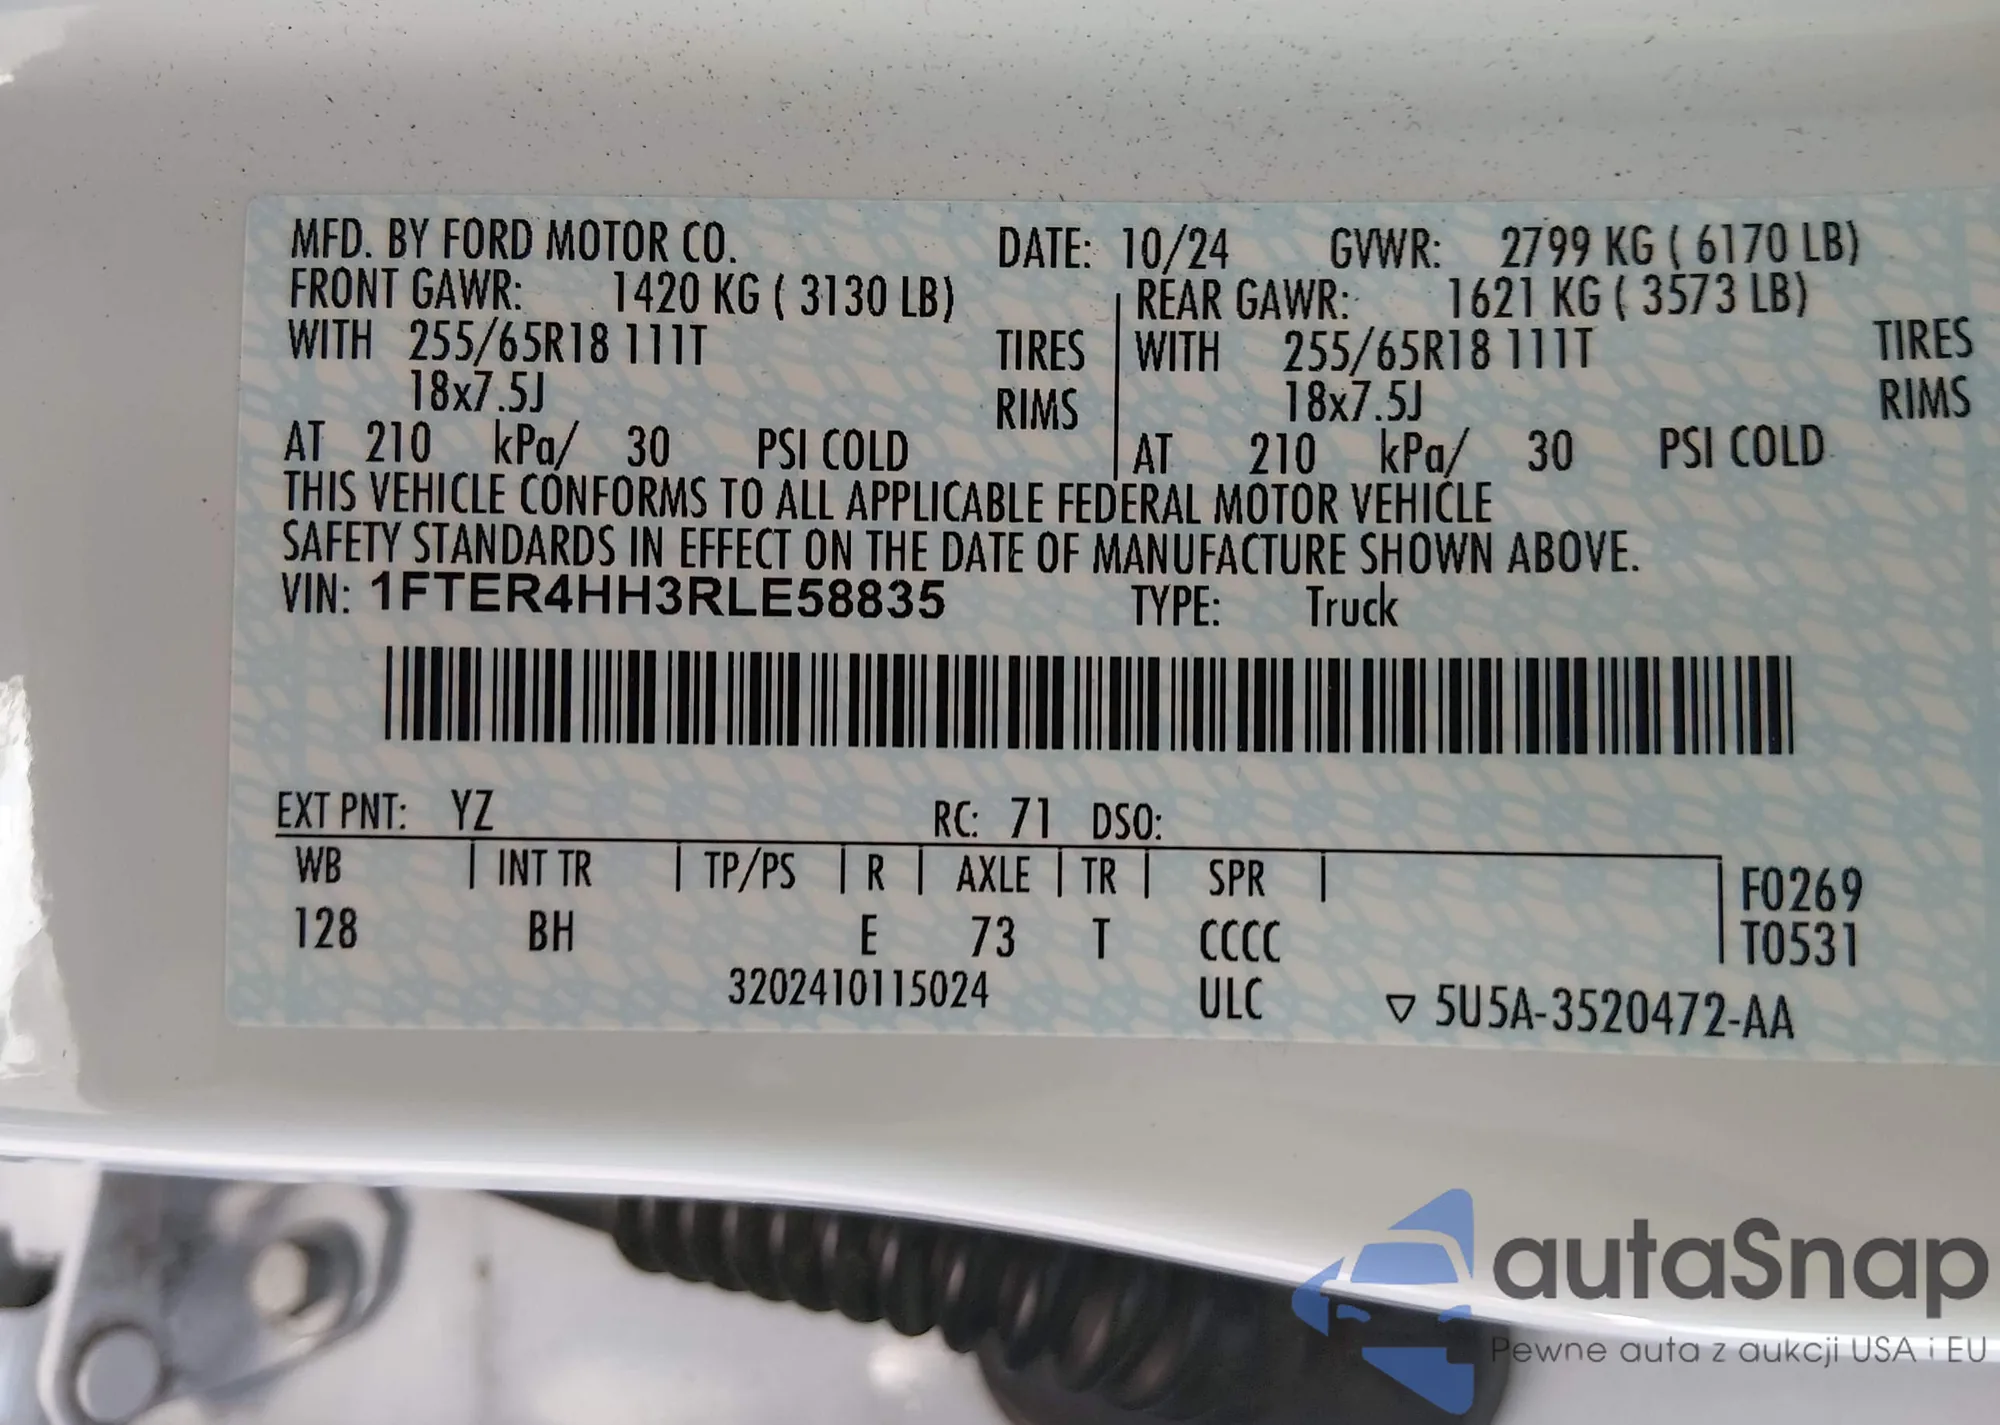 MFD. BY FORD MOTOR CO. DATE: 10/24 GVWR: 2799 KG ( 6170 LB)
FRONT GAWR: 1420 KG ( 3130 LB) REAR GAWR: 1621 KG ( 3573 LB)
WITH 255/65R18 111T TIRES WITH 255/65R18 111T TIRES
18x7.5J RIMS 18x7.5J RIMS
AT 210 kPa/ 30 PSI COLD AT 210 kPa/ 30 PSI COLD
THIS VEHICLE CONFORMS TO ALL APPLICABLE FEDERAL MOTOR VEHICLE
SAFETY STANDARDS IN EFFECT ON THE DATE OF MANUFACTURE SHOWN ABOVE.
VIN: 1FTER4HH3RLE58835 TYPE: Truck
EXT PNT: YZ RC: 71 DSO:
WB INT TR TP/PS R AXLE TR SPR F0269
128 BH E 73 T CCCC T0531
3202410115024 ULC ▽ 5U5A-3520472-AA
autaSnap
Pewne auta z aukcji USA i EU